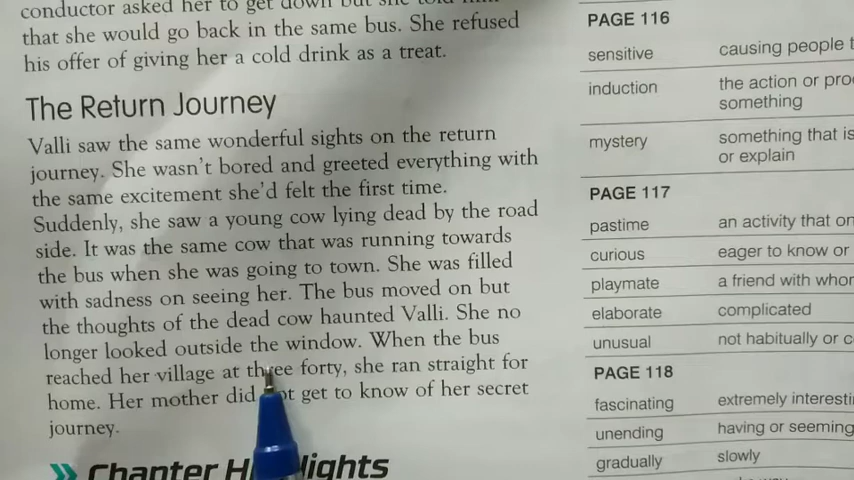 conductor asked her to get down but she told him
that she would go back in the same bus. She refused
his offer of giving her a cold drink as a treat.
The Return Journey
Valli saw the same wonderful sights on the return
journey. She wasn't bored and greeted everything with
the same excitement she'd felt the first time.
Suddenly, she saw a young cow lying dead by the road
side. It was the same cow that was running towards
the bus when she was going to town. She was filled
with sadness on seeing her. The bus moved on but
the thoughts of the dead cow haunted Valli. She no
longer looked outside the window. When the bus
reached her village at three forty, she ran straight for
home. Her mother did not get to know of her secret
journey.
PAGE 116
sensitive causing people
induction the action or
something
mystery something that is
or explain
PAGE 117
pastime an activity that
curious eager to know or
playmate a friend with
elaborate complicated
unusual not habitually or
PAGE 118
fascinating extremely
unending having or seeming
gradually slowly